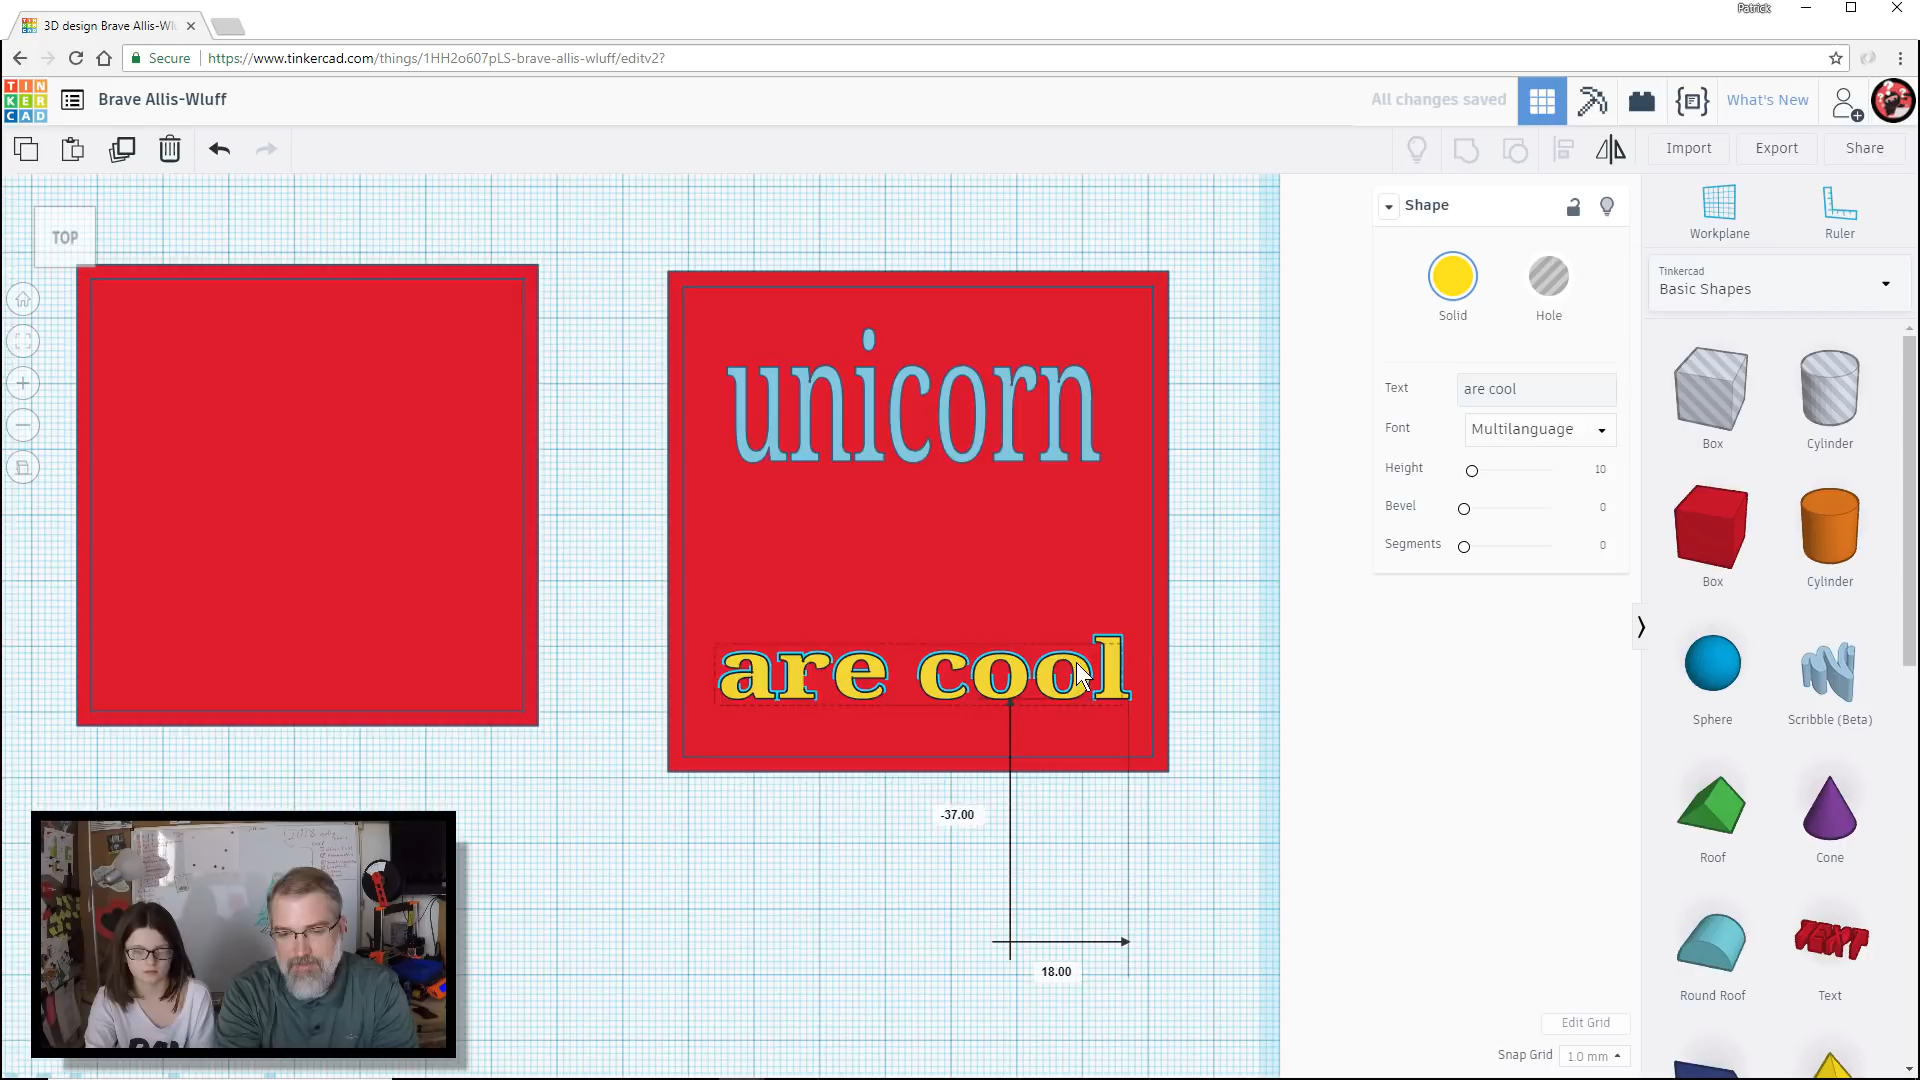 Patrick
3D design Brave Allis-Wlu
Secure https://www.tinkercad.com/things/1HH2o607pLS-brave-allis-wluff/editv2?
TIN
KER
CAD
Brave Allis-Wluff
All changes saved
What's New
Import
Export
Share
TOP
Shape
Workplane
Ruler
Solid
Hole
Tinkercad
Basic Shapes
Text are cool
Font Multilanguage
Height 10
Bevel 0
Segments 0
Box
Cylinder
Box
Cylinder
Sphere
Scribble (Beta)
Roof
Cone
TEXT
Round Roof
Text
unicorn
are cool
-37.00
18.00
Edit Grid
Snap Grid 1.0 mm